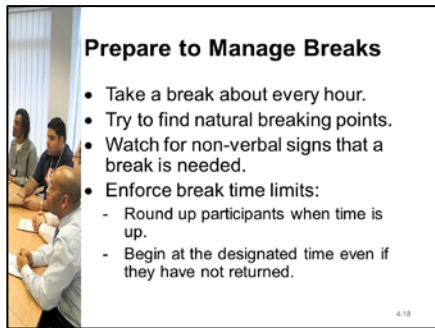 Prepare to Manage Breaks
• Take a break about every hour.
• Try to find natural breaking points.
• Watch for non-verbal signs that a
break is needed.
• Enforce break time limits:
- Round up participants when time is
up.
- Begin at the designated time even if
they have not returned.
4-18